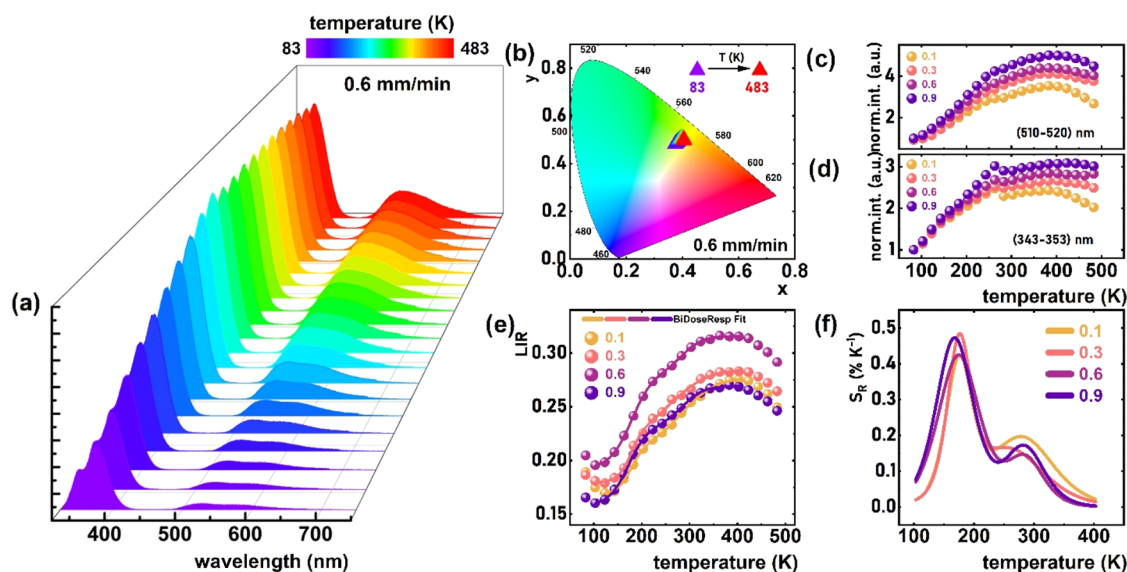 temperature (K)
83 483
0.6 mm/min
(a)
400 500 600 700
wavelength (nm)
(b)
0.8
0.6
0.4
0.2
0.0
y
0.0 0.2 0.4 0.6 0.8
x
520
540
560
500
580
600
620
480
460
T (K)
83 483
0.6 mm/min
(c)
norm.int. (a.u.)
4
2
0.1
0.3
0.6
0.9
(510–520) nm
(d)
norm.int. (a.u.)
3
2
1
0.1
0.3
0.6
0.9
(343–353) nm
100 200 300 400 500
temperature (K)
(e)
LIR
0.30
0.25
0.20
0.15
BiDoseResp Fit
0.1
0.3
0.6
0.9
100 200 300 400 500
temperature (K)
(f)
SR (% K⁻¹)
0.5
0.4
0.3
0.2
0.1
0.0
0.1
0.3
0.6
0.9
100 200 300 400
temperature (K)